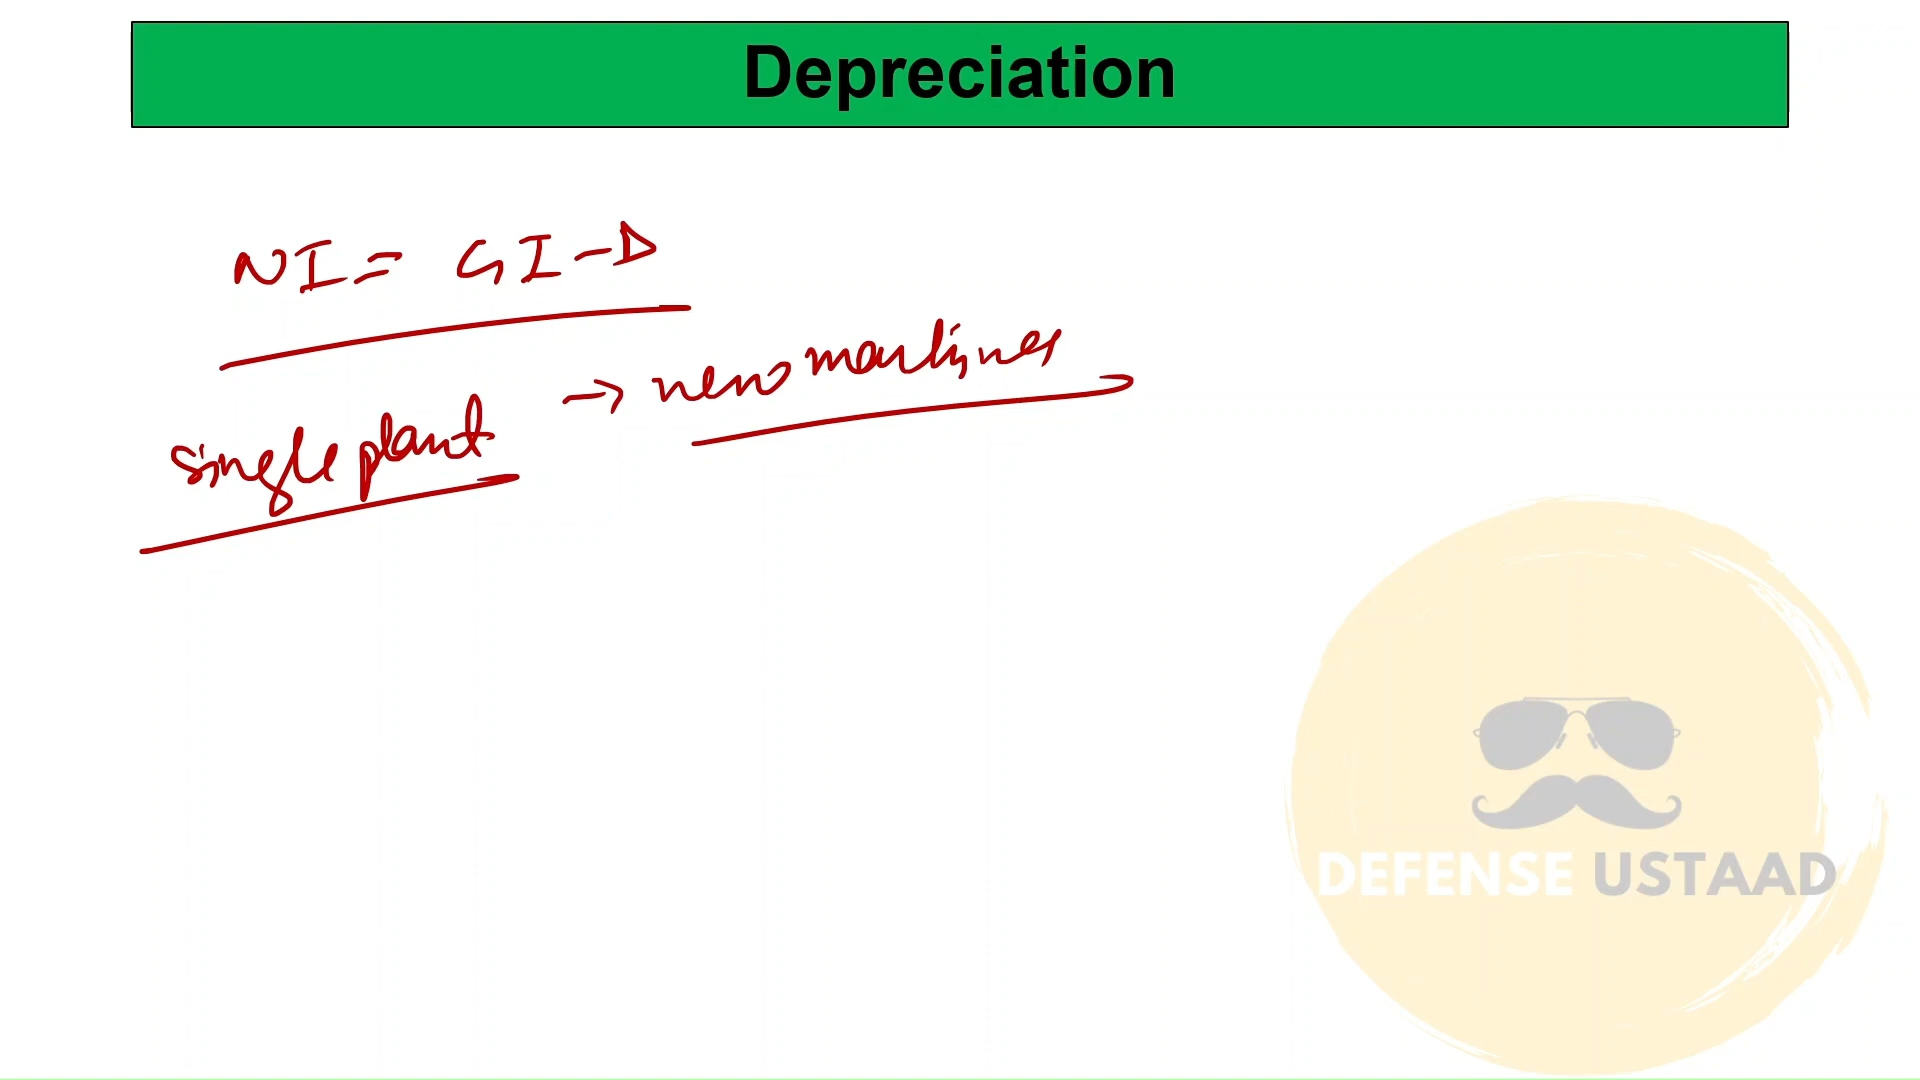 Depreciation
NI = GI - D
single plant → new machines
DEFENSE USTAAD